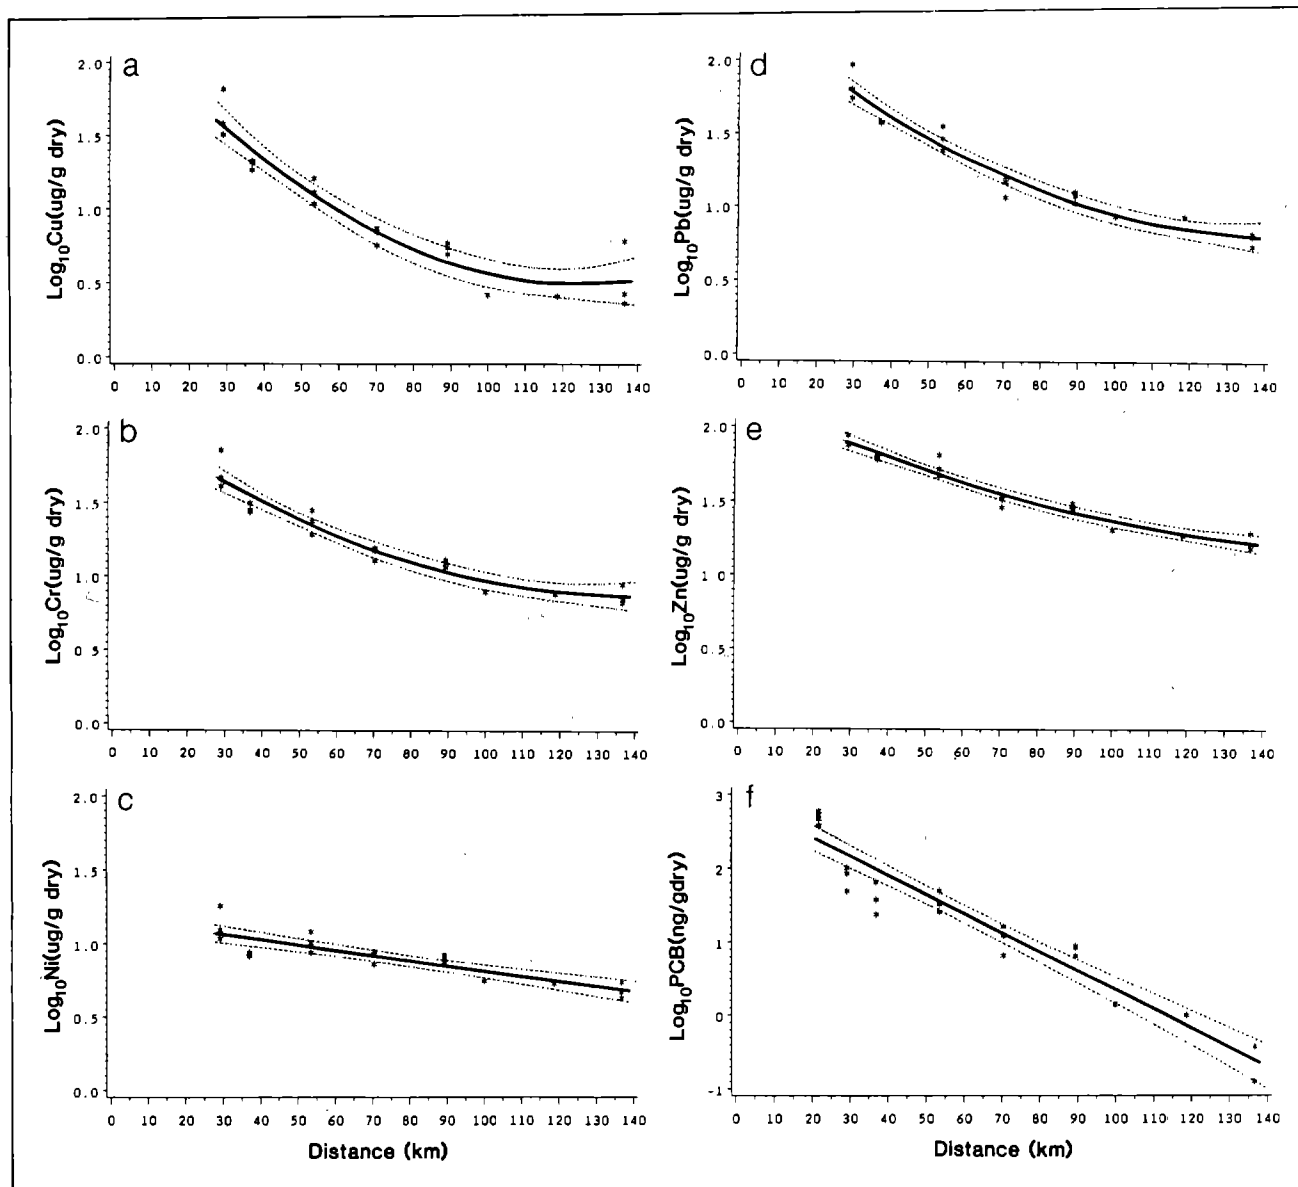 a
Log10Cu(ug/g dry)
2.0
1.5
1.0
0.5
0.0
0 10 20 30 40 50 60 70 80 90 100 110 120 130 140
d
Log10Pb(ug/g dry)
2.0
1.5
1.0
0.5
0.0
0 10 20 30 40 50 60 70 80 90 100 110 120 130 140
b
Log10Cr(ug/g dry)
2.0
1.5
1.0
0.5
0.0
0 10 20 30 40 50 60 70 80 90 100 110 120 130 140
e
Log10Zn(ug/g dry)
2.0
1.5
1.0
0.5
0.0
0 10 20 30 40 50 60 70 80 90 100 110 120 130 140
c
Log10Ni(ug/g dry)
2.0
1.5
1.0
0.5
0.0
0 10 20 30 40 50 60 70 80 90 100 110 120 130 140
Distance (km)
f
Log10PCB(ng/gdry)
3
2
1
0
-1
0 10 20 30 40 50 60 70 80 90 100 110 120 130 140
Distance (km)